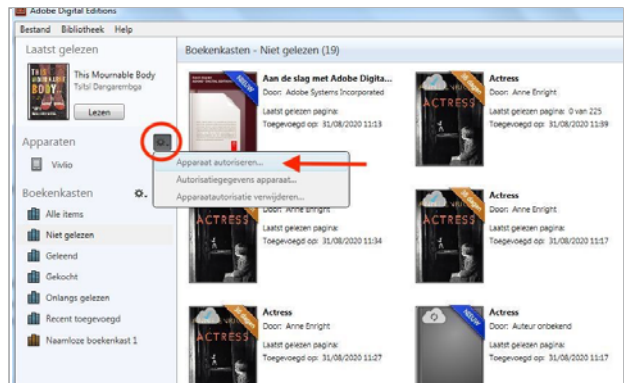 Adobe Digital Editions
Bestand Bibliotheek Help
Laatst gelezen
This Mournable Body
Tsitsi Dangarembga
Lezen
Apparaten
Vivlio
Boekenkasten
Alle items
Niet gelezen
Geleend
Gekocht
Onlangs gelezen
Recent toegevoegd
Naamloze boekenkast 1
Apparaat autoriseren...
Autorisatiegegevens apparaat...
Apparaatautorisatie verwijderen...
Boekenkasten - Niet gelezen (19)
NIEUW
Aan de slag met Adobe Digita...
Door: Adobe Systems Incorporated
Laatst gelezen pagina:
Toegevoegd op: 31/08/2020 11:13
ACTRESS
Actress
Door: Anne Enright
Laatst gelezen pagina: 0 van 225
Toegevoegd op: 31/08/2020 11:39
ACTRESS
Door: Anne Enright
Laatst gelezen pagina:
Toegevoegd op: 31/08/2020 11:34
ACTRESS
Actress
Door: Anne Enright
Laatst gelezen pagina:
Toegevoegd op: 31/08/2020 11:17
ACTRESS
Actress
Door: Anne Enright
Laatst gelezen pagina:
Toegevoegd op: 31/08/2020 11:27
NIEUW
Actress
Door: Auteur onbekend
Laatst gelezen pagina:
Toegevoegd op: 31/08/2020 11:17